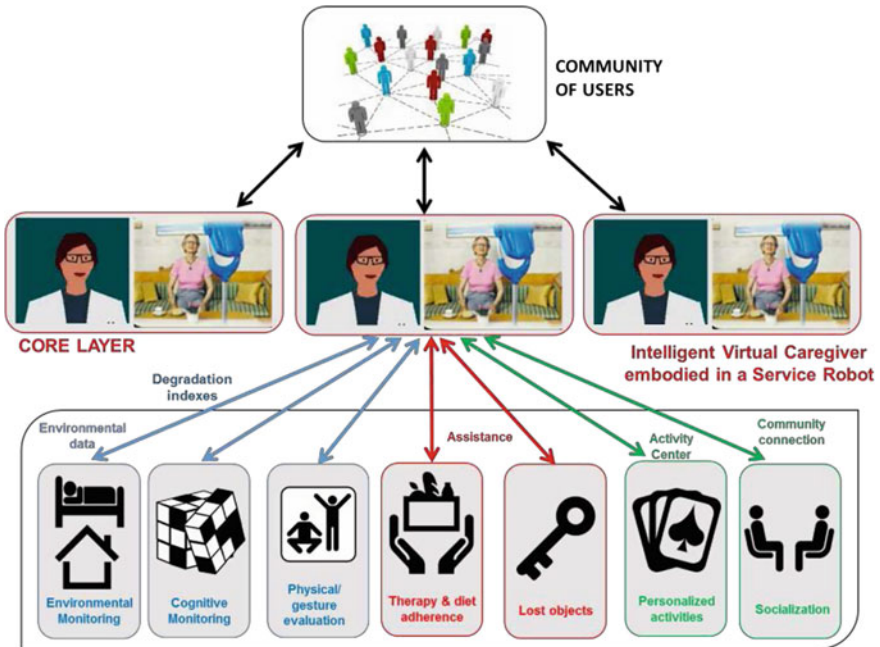 COMMUNITY
OF USERS
CORE LAYER
Intelligent Virtual Caregiver
embodied in a Service Robot
Degradation
indexes
Environmental
data
Assistance
Activity
Center
Community
connection
Environmental
Monitoring
Cognitive
Monitoring
Physical/
gesture
evaluation
Therapy & diet
adherence
Lost objects
Personalized
activities
Socialization